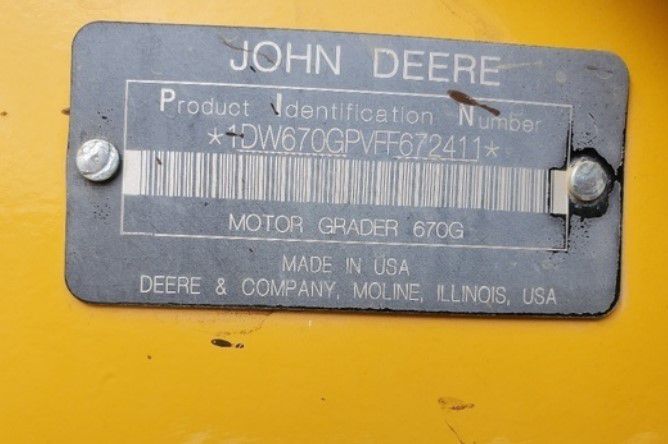 JOHN DEERE
Product Identification Number
*1DW670GPVFF672411*
MOTOR GRADER 670G
MADE IN USA
DEERE & COMPANY, MOLINE, ILLINOIS, USA